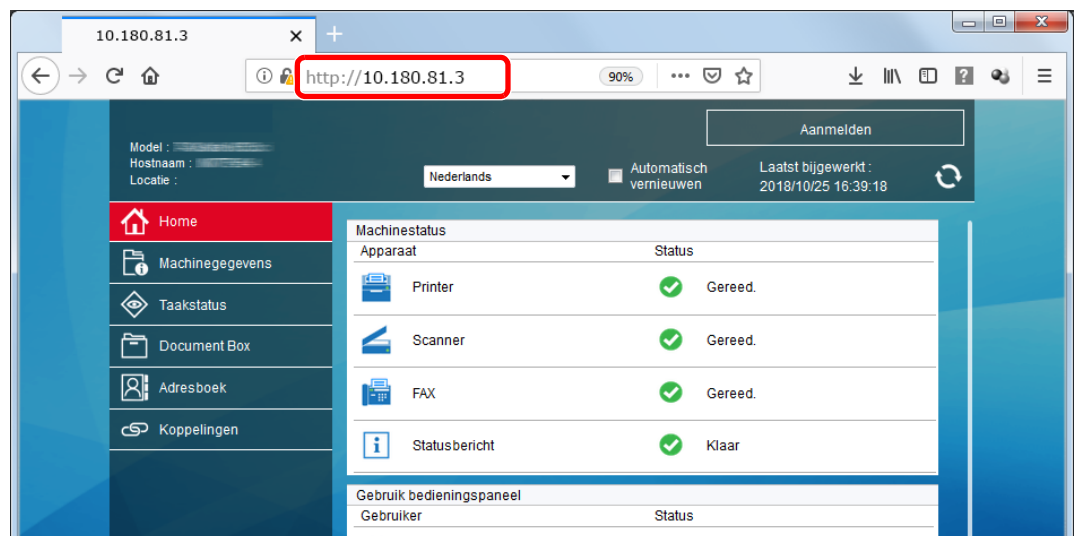 10.180.81.3
http://10.180.81.3
90%
Aanmelden
Model :
Hostnaam :
Locatie :
Nederlands
Automatisch vernieuwen
Laatst bijgewerkt :
2018/10/25 16:39:18
Home
Machinegegevens
Taakstatus
Document Box
Adresboek
Koppelingen
Machinestatus
Apparaat Status
Printer Gereed.
Scanner Gereed.
FAX Gereed.
Statusbericht Klaar
Gebruik bedieningspaneel
Gebruiker Status